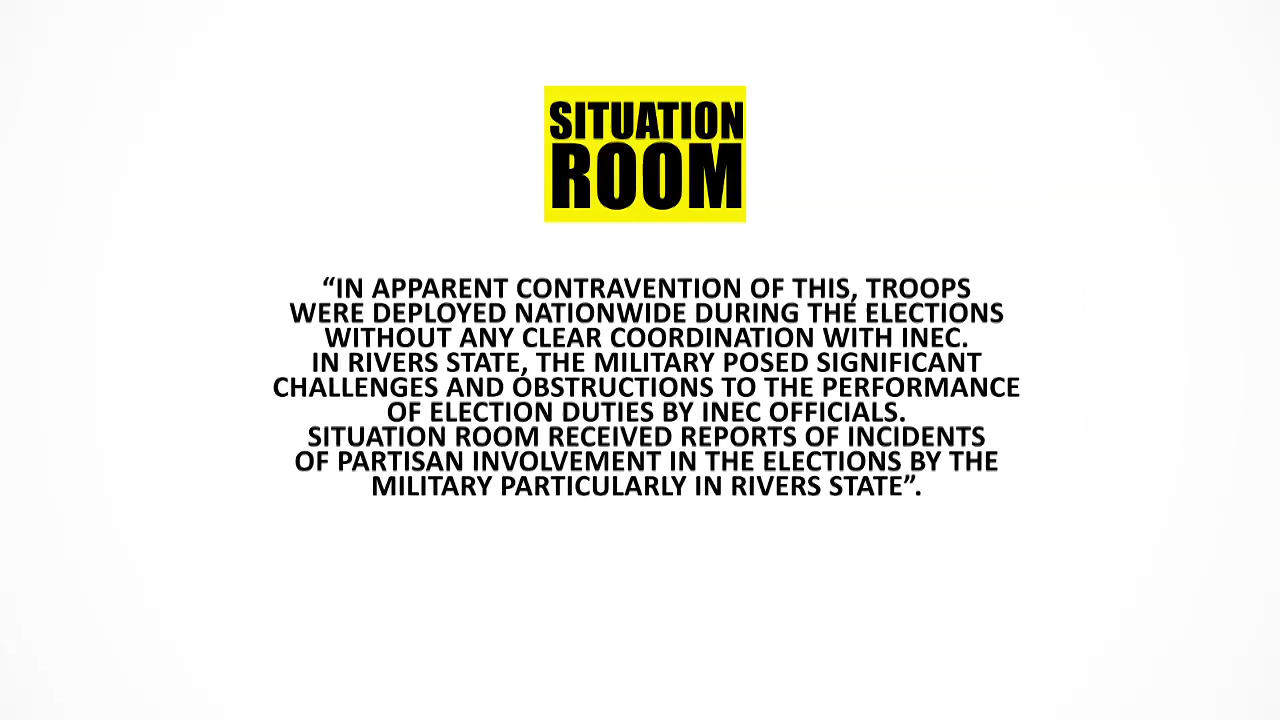 SITUATION
ROOM
“IN APPARENT CONTRAVENTION OF THIS, TROOPS
WERE DEPLOYED NATIONWIDE DURING THE ELECTIONS
WITHOUT ANY CLEAR COORDINATION WITH INEC.
IN RIVERS STATE, THE MILITARY POSED SIGNIFICANT
CHALLENGES AND OBSTRUCTIONS TO THE PERFORMANCE
OF ELECTION DUTIES BY INEC OFFICIALS.
SITUATION ROOM RECEIVED REPORTS OF INCIDENTS
OF PARTISAN INVOLVEMENT IN THE ELECTIONS BY THE
MILITARY PARTICULARLY IN RIVERS STATE”.